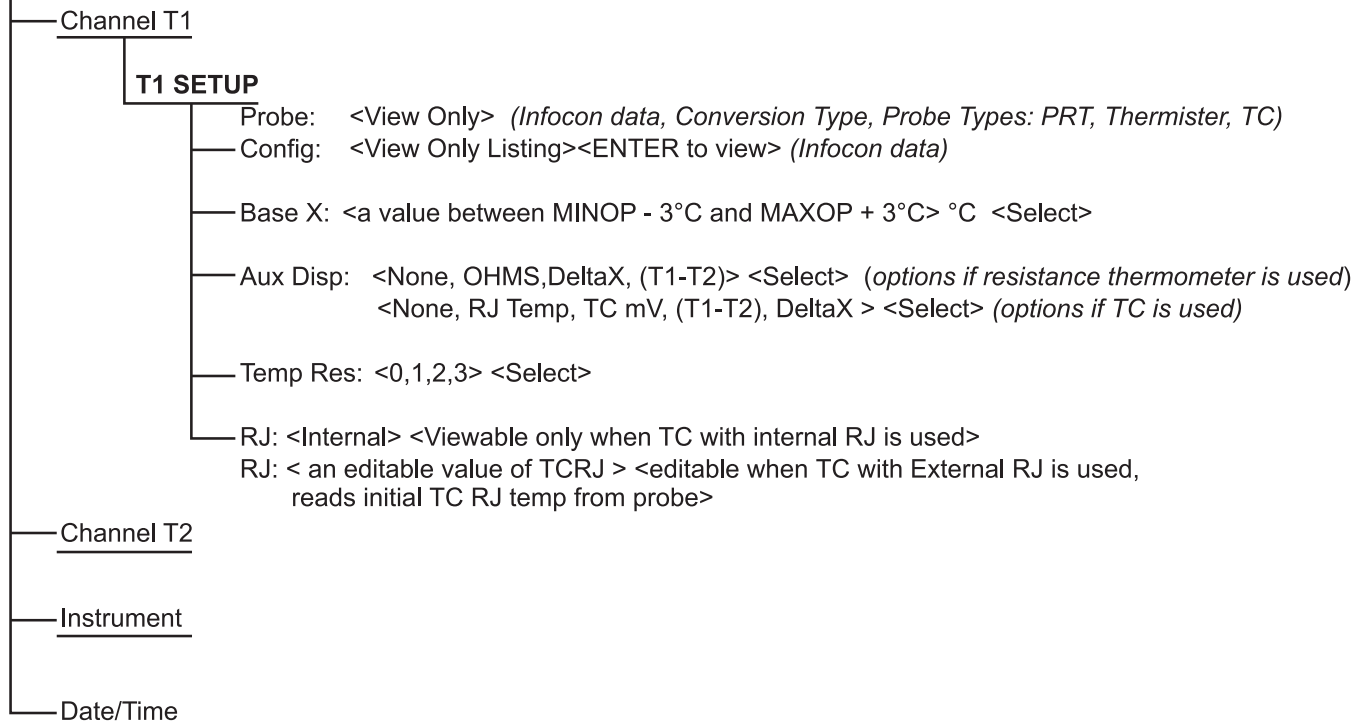 Channel T1
T1 SETUP
Probe: <View Only> (Infocon data, Conversion Type, Probe Types: PRT, Thermister, TC)
Config: <View Only Listing><ENTER to view> (Infocon data)
Base X: <a value between MINOP - 3°C and MAXOP + 3°C> °C <Select>
Aux Disp: <None, OHMS,DeltaX, (T1-T2)> <Select> (options if resistance thermometer is used)
<None, RJ Temp, TC mV, (T1-T2), DeltaX > <Select> (options if TC is used)
Temp Res: <0,1,2,3> <Select>
RJ: <Internal> <Viewable only when TC with internal RJ is used>
RJ: < an editable value of TCRJ > <editable when TC with External RJ is used,
reads initial TC RJ temp from probe>
Channel T2
Instrument
Date/Time